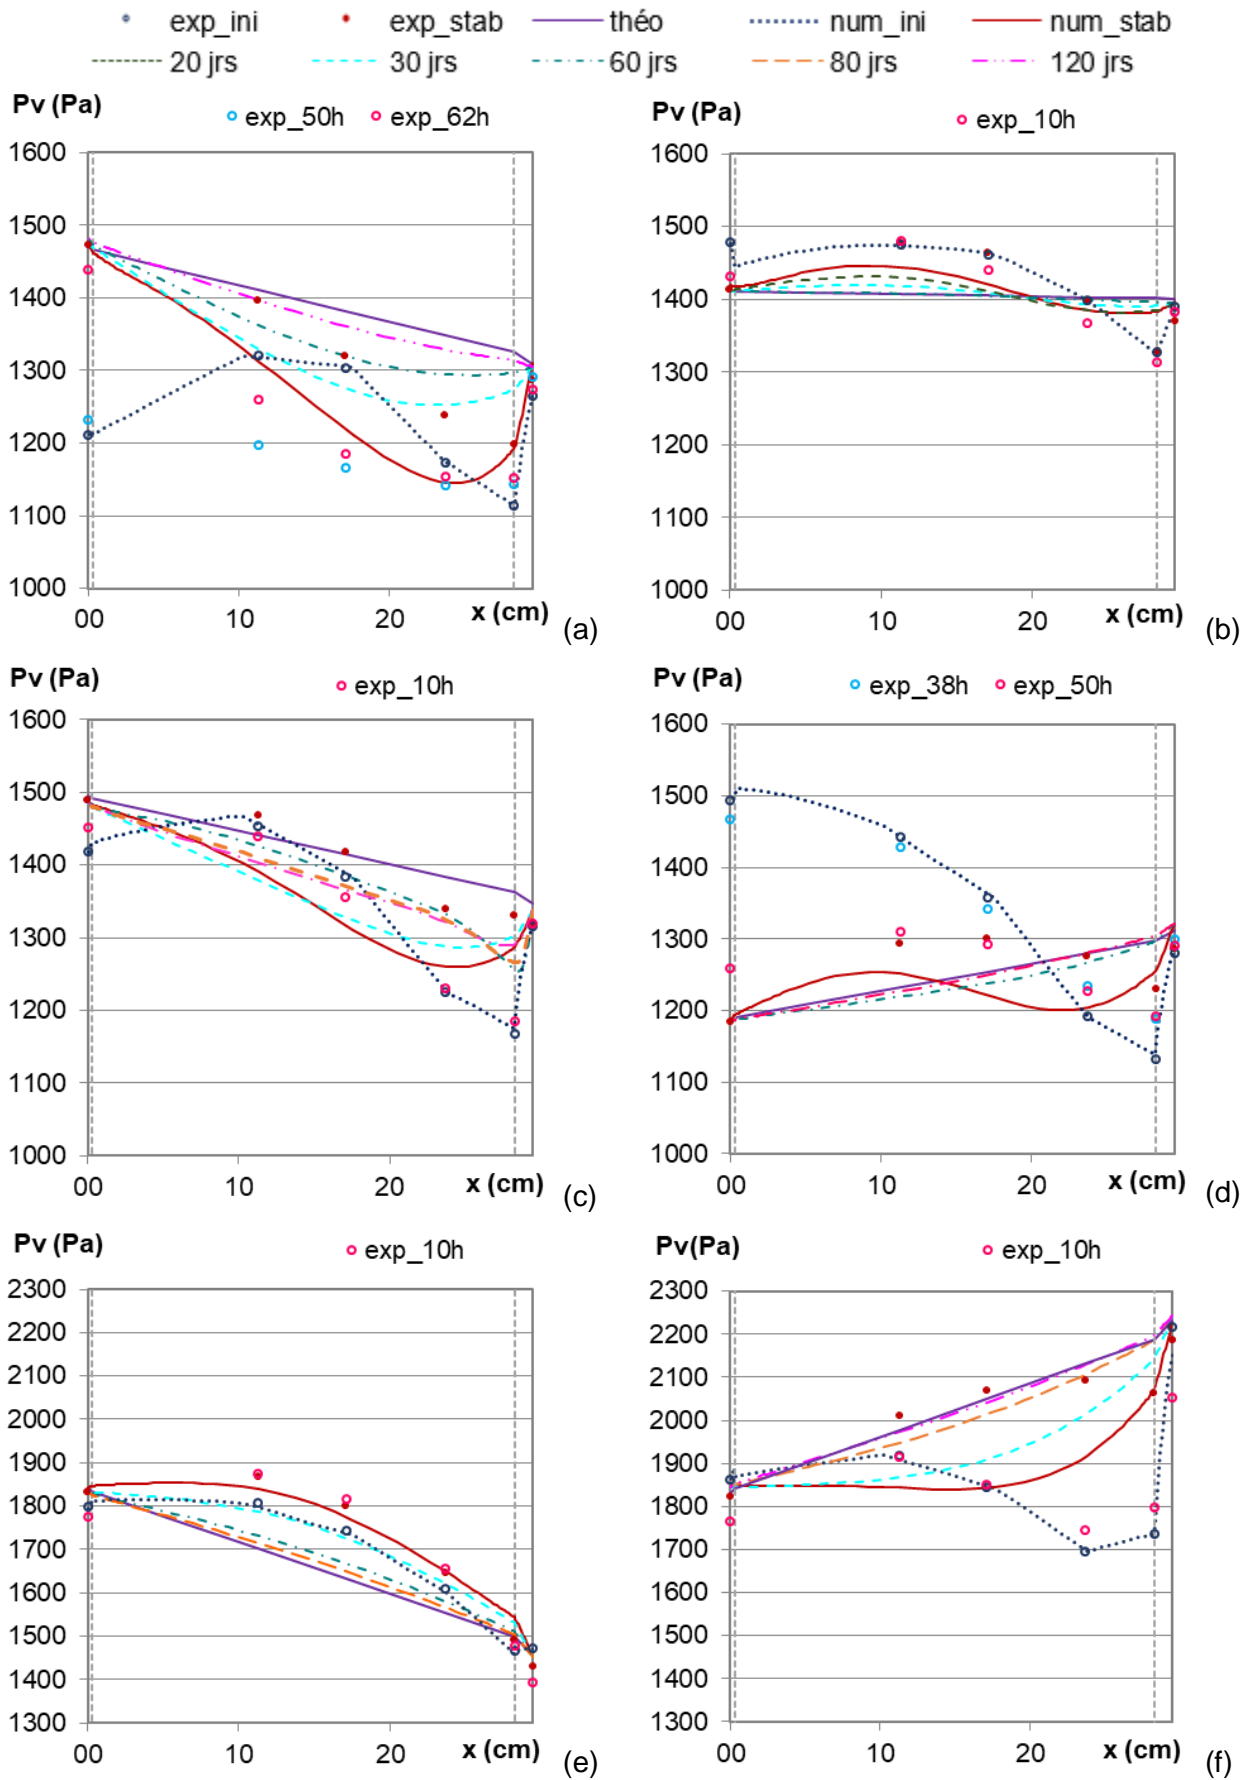 exp_ini exp_stab théo num_ini num_stab
20 jrs 30 jrs 60 jrs 80 jrs 120 jrs
Pv (Pa)
exp_50h exp_62h
1600
1500
1400
1300
1200
1100
1000
00 10 20 x (cm)
(a)
Pv (Pa)
exp_10h
1600
1500
1400
1300
1200
1100
1000
00 10 20 x (cm)
(b)
Pv (Pa)
exp_10h
1600
1500
1400
1300
1200
1100
1000
00 10 20 x (cm)
(c)
Pv (Pa)
exp_38h exp_50h
1600
1500
1400
1300
1200
1100
1000
00 10 20 x (cm)
(d)
Pv (Pa)
exp_10h
2300
2200
2100
2000
1900
1800
1700
1600
1500
1400
1300
00 10 20 x (cm)
(e)
Pv(Pa)
exp_10h
2300
2200
2100
2000
1900
1800
1700
1600
1500
1400
1300
00 10 20 x (cm)
(f)